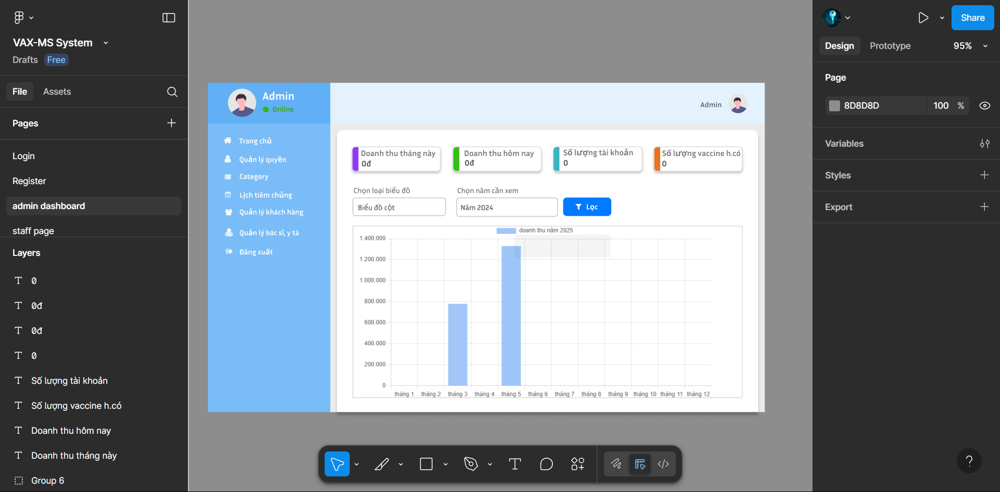 VAX-MS System
Drafts Free
File Assets
Pages
Login
Register
admin dashboard
staff page
Layers
0
0đ
0đ
0
Số lượng tài khoản
Số lượng vaccine h.có
Doanh thu hôm nay
Doanh thu tháng này
Group 6
Admin
Online
Trang chủ
Quản lý quyền
Category
Lịch tiêm chủng
Quản lý khách hàng
Quản lý bác sĩ, y tá
Đăng xuất
Admin
Doanh thu tháng này
0đ
Doanh thu hôm nay
0đ
Số lượng tài khoản
0
Số lượng vaccine h.có
0
Chọn loại biểu đồ
Biểu đồ cột
Chọn năm cần xem
Năm 2024
Lọc
doanh thu năm 2025
1.400.000
1.200.000
1.000.000
800.000
600.000
400.000
200.000
0
tháng 1 tháng 2 tháng 3 tháng 4 tháng 5 tháng 6 tháng 7 tháng 8 tháng 9 tháng 10 tháng 11 tháng 12
Share
Design Prototype 95%
Page
8D8D8D 100 %
Variables
Styles
Export
?